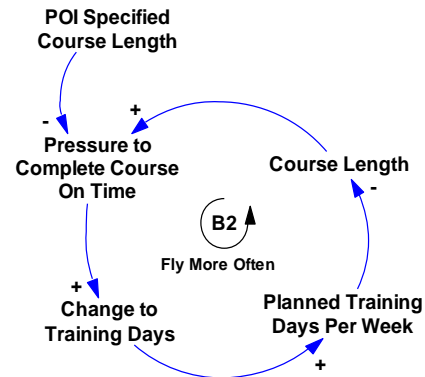 POI Specified
Course Length
-
+
Pressure to
Complete Course
On Time
Course Length
-
B2
Fly More Often
+
Change to
Training Days
Planned Training
Days Per Week
+